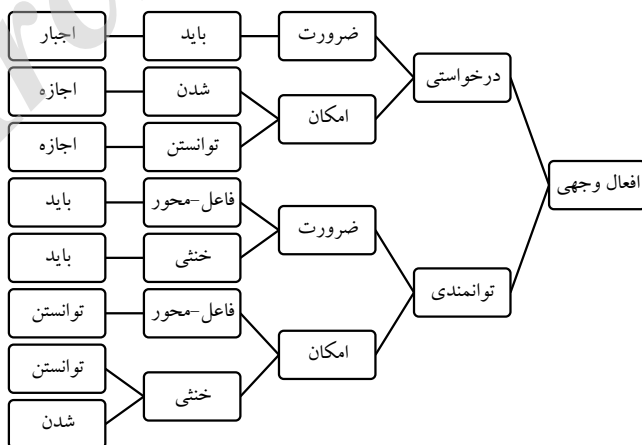 افعال وجهی
درخواستی
ضرورت
باید
اجبار
امکان
شدن
اجازه
توانستن
اجازه
توانمندی
ضرورت
فاعل-محور
باید
خنثی
باید
امکان
فاعل-محور
توانستن
خنثی
توانستن
شدن